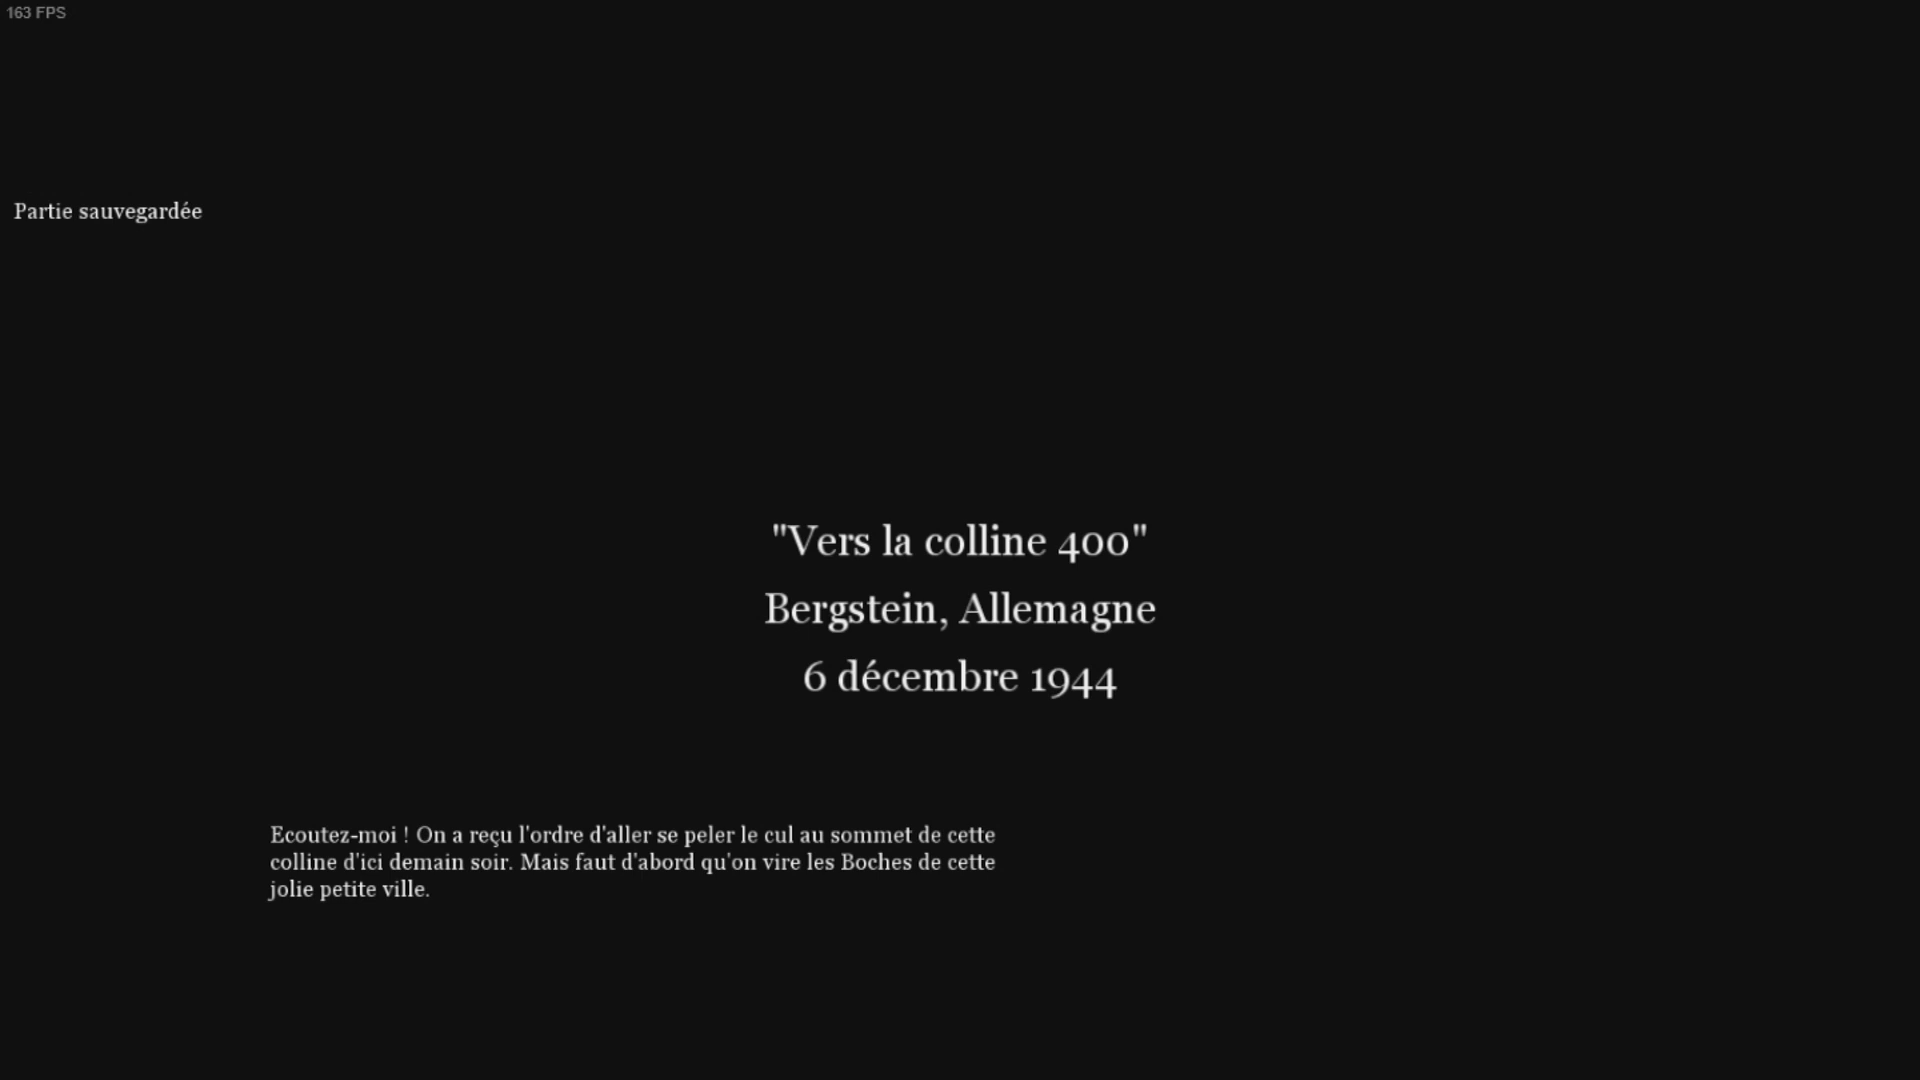 163 FPS
Partie sauvegardée
"Vers la colline 400"
Bergstein, Allemagne
6 décembre 1944
Ecoutez-moi ! On a reçu l'ordre d'aller se peler le cul au sommet de cette
colline d'ici demain soir. Mais faut d'abord qu'on vire les Boches de cette
jolie petite ville.